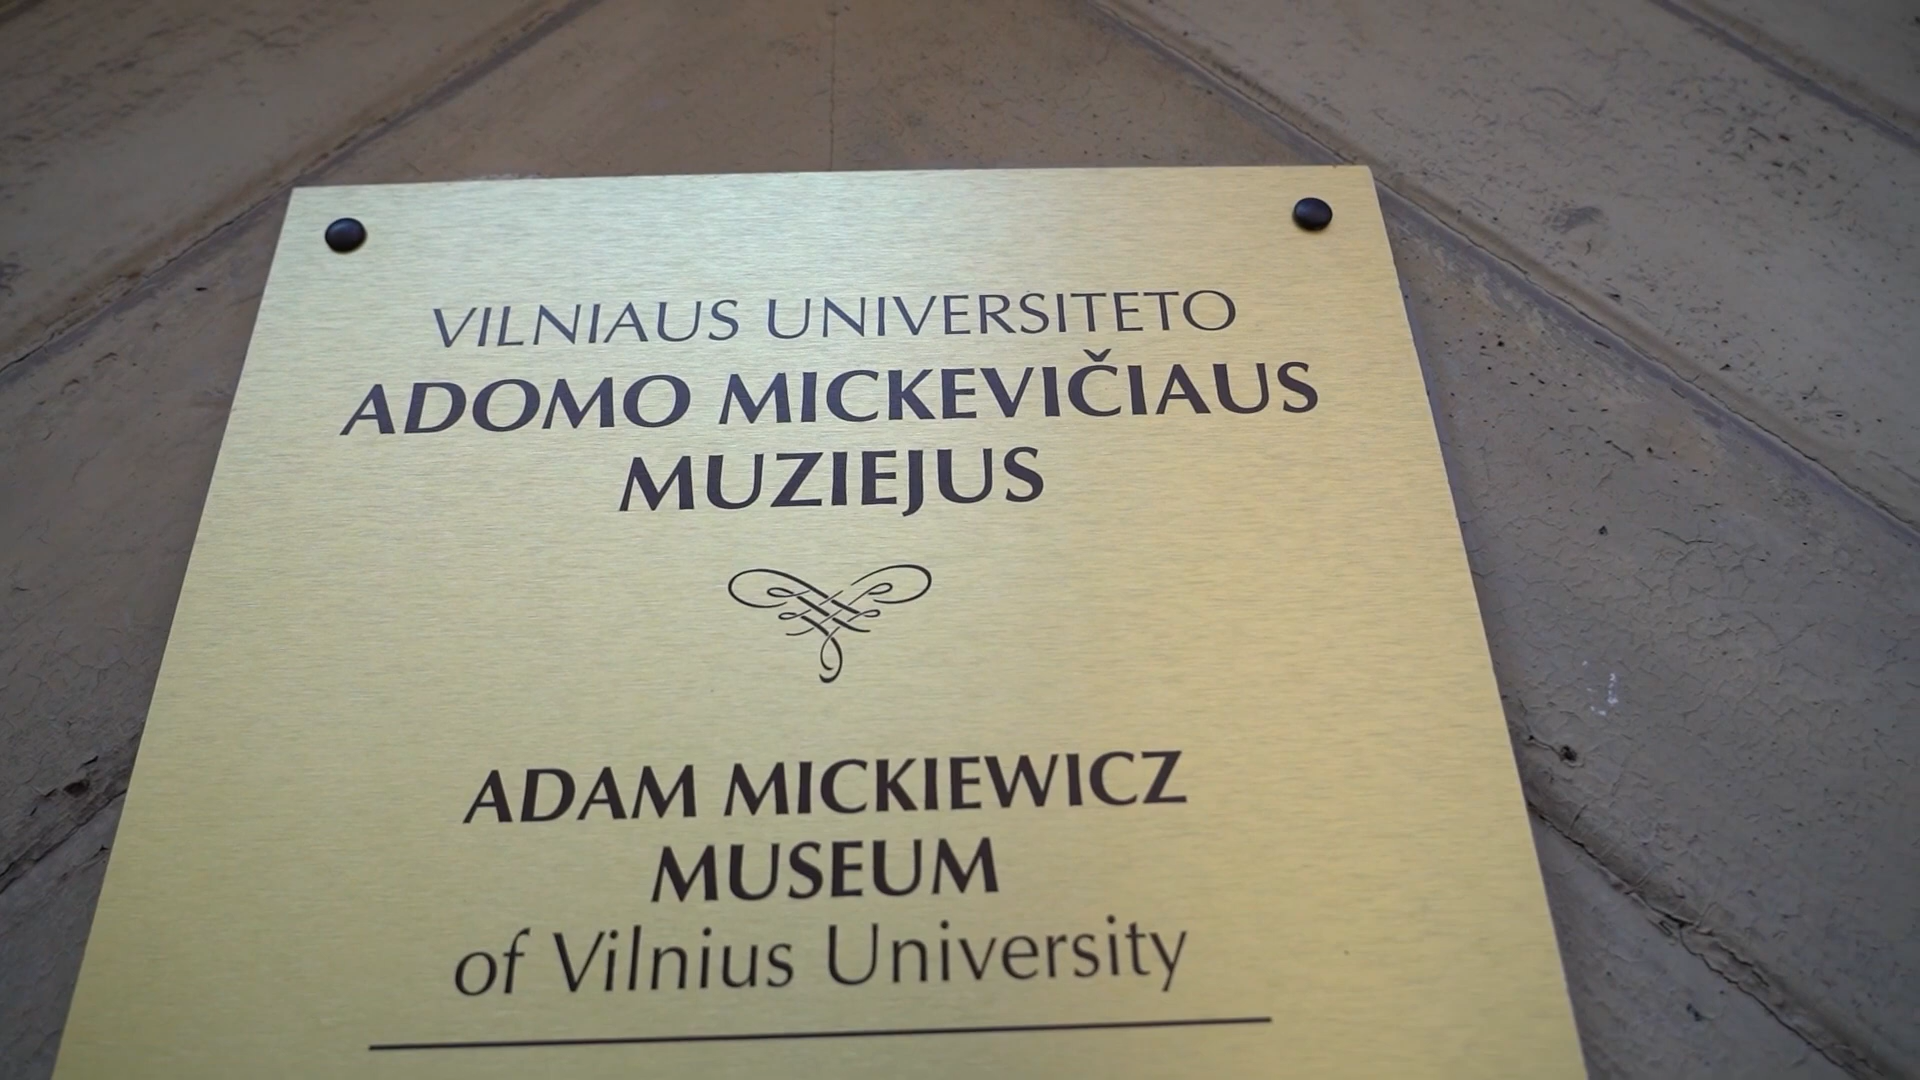 VILNIAUS UNIVERSITETO
ADOMO MICKEVIČIAUS
MUZIEJUS
ADAM MICKIEWICZ
MUSEUM
of Vilnius University